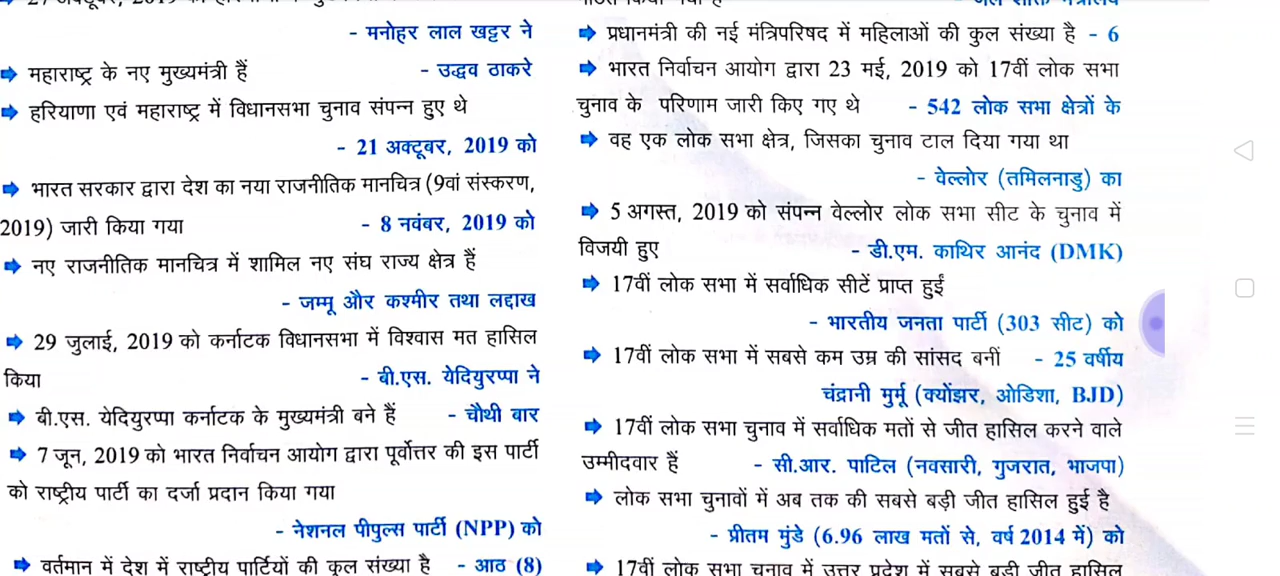 - मनोहर लाल खट्टर ने
➡ महाराष्ट्र के नए मुख्यमंत्री हैं - उद्धव ठाकरे
➡ हरियाणा एवं महाराष्ट्र में विधानसभा चुनाव संपन्न हुए थे
- 21 अक्टूबर, 2019 को
➡ भारत सरकार द्वारा देश का नया राजनीतिक मानचित्र (9वां संस्करण,
2019) जारी किया गया - 8 नवंबर, 2019 को
➡ नए राजनीतिक मानचित्र में शामिल नए संघ राज्य क्षेत्र हैं
- जम्मू और कश्मीर तथा लद्दाख
➡ 29 जुलाई, 2019 को कर्नाटक विधानसभा में विश्वास मत हासिल
किया - बी.एस. येदियुरप्पा ने
➡ बी.एस. येदियुरप्पा कर्नाटक के मुख्यमंत्री बने हैं - चौथी बार
➡ 7 जून, 2019 को भारत निर्वाचन आयोग द्वारा पूर्वोत्तर की इस पार्टी
को राष्ट्रीय पार्टी का दर्जा प्रदान किया गया
- नेशनल पीपुल्स पार्टी (NPP) को
➡ वर्तमान में देश में राष्ट्रीय पार्टियों की कुल संख्या है - आठ (8)
➡ प्रधानमंत्री की नई मंत्रिपरिषद में महिलाओं की कुल संख्या है - 6
➡ भारत निर्वाचन आयोग द्वारा 23 मई, 2019 को 17वीं लोक सभा
चुनाव के परिणाम जारी किए गए थे - 542 लोक सभा क्षेत्रों के
➡ वह एक लोक सभा क्षेत्र, जिसका चुनाव टाल दिया गया था
- वेल्लोर (तमिलनाडु) का
➡ 5 अगस्त, 2019 को संपन्न वेल्लोर लोक सभा सीट के चुनाव में
विजयी हुए - डी.एम. काथिर आनंद (DMK)
➡ 17वीं लोक सभा में सर्वाधिक सीटें प्राप्त हुईं
- भारतीय जनता पार्टी (303 सीट) को
➡ 17वीं लोक सभा में सबसे कम उम्र की सांसद बनीं - 25 वर्षीय
चंद्रानी मुर्मू (क्योंझर, ओडिशा, BJD)
➡ 17वीं लोक सभा चुनाव में सर्वाधिक मतों से जीत हासिल करने वाले
उम्मीदवार हैं - सी.आर. पाटिल (नवसारी, गुजरात, भाजपा)
➡ लोक सभा चुनावों में अब तक की सबसे बड़ी जीत हासिल हुई है
- प्रीतम मुंडे (6.96 लाख मतों से, वर्ष 2014 में) को
➡ 17वीं लोक सभा चुनाव में उत्तर प्रदेश में सबसे बड़ी जीत हासिल